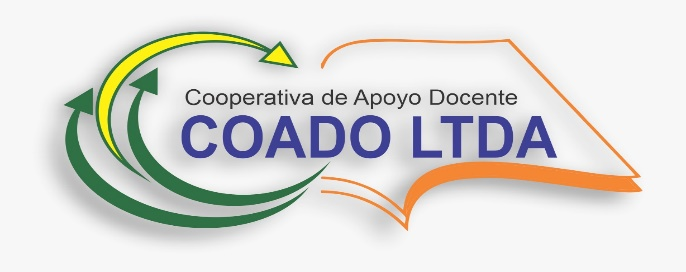 Cooperativa de Apoyo Docente
COADO LTDA